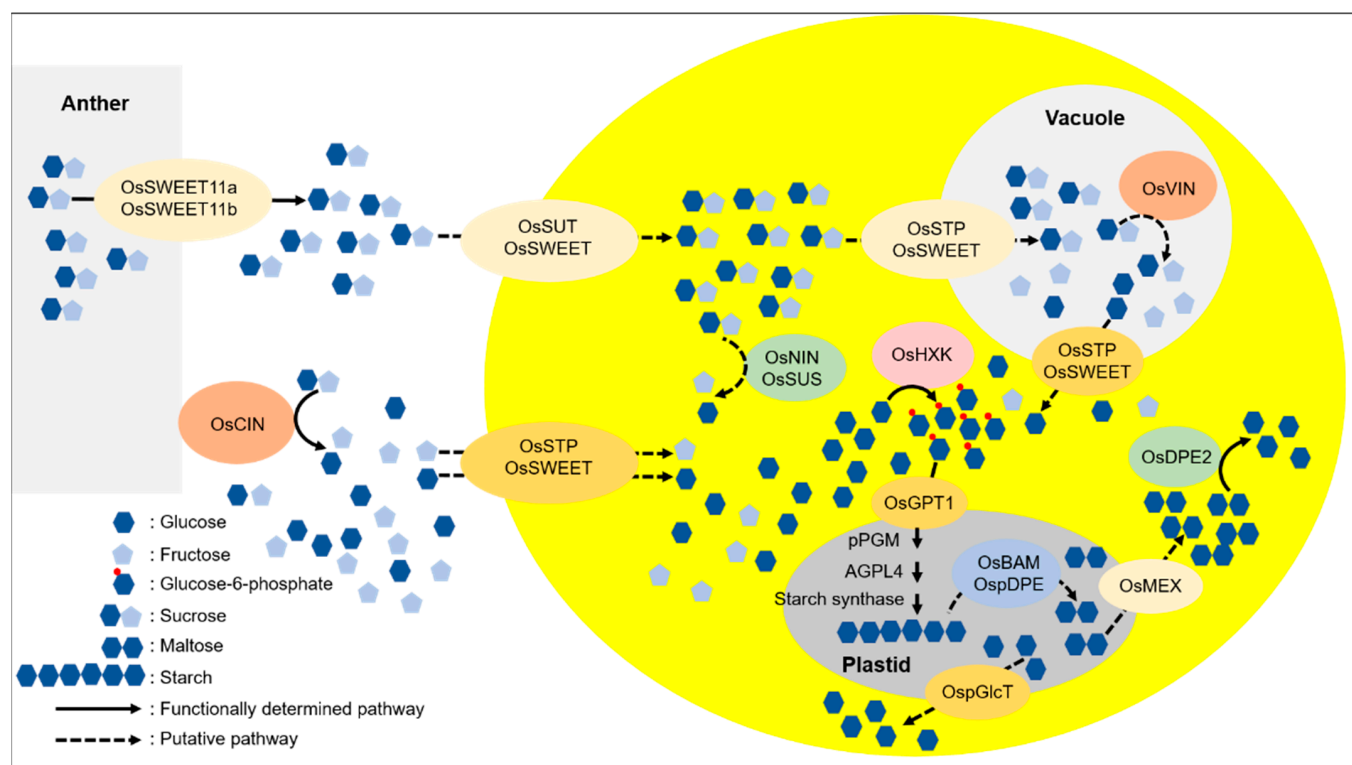 Anther
OsSWEET11a
OsSWEET11b
OsSUT
OsSWEET
OsSTP
OsSWEET
Vacuole
OsVIN
OsSTP
OsSWEET
OsNIN
OsSUS
OsHXK
OsCIN
OsSTP
OsSWEET
OsDPE2
OsGPT1
pPGM
AGPL4
Starch synthase
OsBAM
OspDPE
OsMEX
Plastid
OspGlcT
: Glucose
: Fructose
: Glucose-6-phosphate
: Sucrose
: Maltose
: Starch
: Functionally determined pathway
: Putative pathway